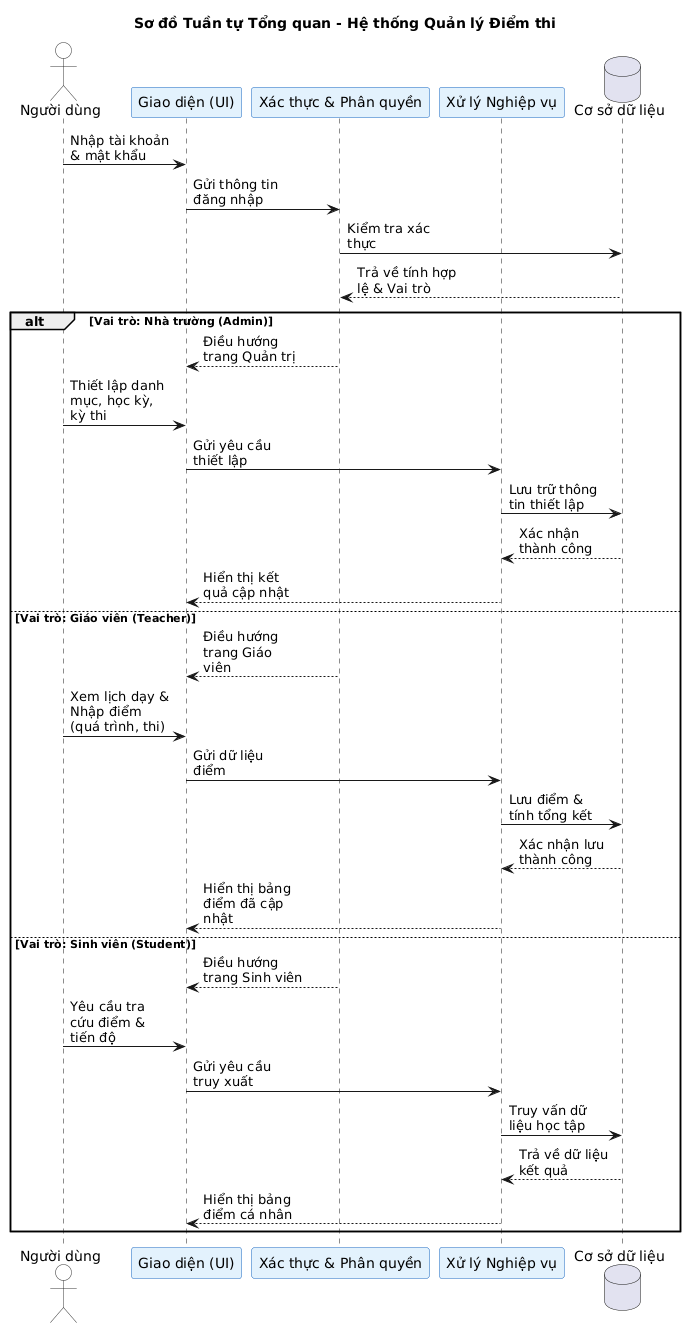 Sơ đồ Tuần tự Tổng quan - Hệ thống Quản lý Điểm thi
Người dùng
Giao diện (UI)
Xác thực & Phân quyền
Xử lý Nghiệp vụ
Cơ sở dữ liệu
Nhập tài khoản
& mật khẩu
Gửi thông tin
đăng nhập
Kiểm tra xác
thực
Trả về tính hợp
lệ & Vai trò
alt
[Vai trò: Nhà trường (Admin)]
Điều hướng
trang Quản trị
Thiết lập danh
mục, học kỳ,
kỳ thi
Gửi yêu cầu
thiết lập
Lưu trữ thông
tin thiết lập
Xác nhận
thành công
Hiển thị kết
quả cập nhật
[Vai trò: Giáo viên (Teacher)]
Điều hướng
trang Giáo
viên
Xem lịch dạy &
Nhập điểm
(quá trình, thi)
Gửi dữ liệu
điểm
Lưu điểm &
tính tổng kết
Xác nhận lưu
thành công
Hiển thị bảng
điểm đã cập
nhật
[Vai trò: Sinh viên (Student)]
Điều hướng
trang Sinh viên
Yêu cầu tra
cứu điểm &
tiến độ
Gửi yêu cầu
truy xuất
Truy vấn dữ
liệu học tập
Trả về dữ liệu
kết quả
Hiển thị bảng
điểm cá nhân
Người dùng
Giao diện (UI)
Xác thực & Phân quyền
Xử lý Nghiệp vụ
Cơ sở dữ liệu